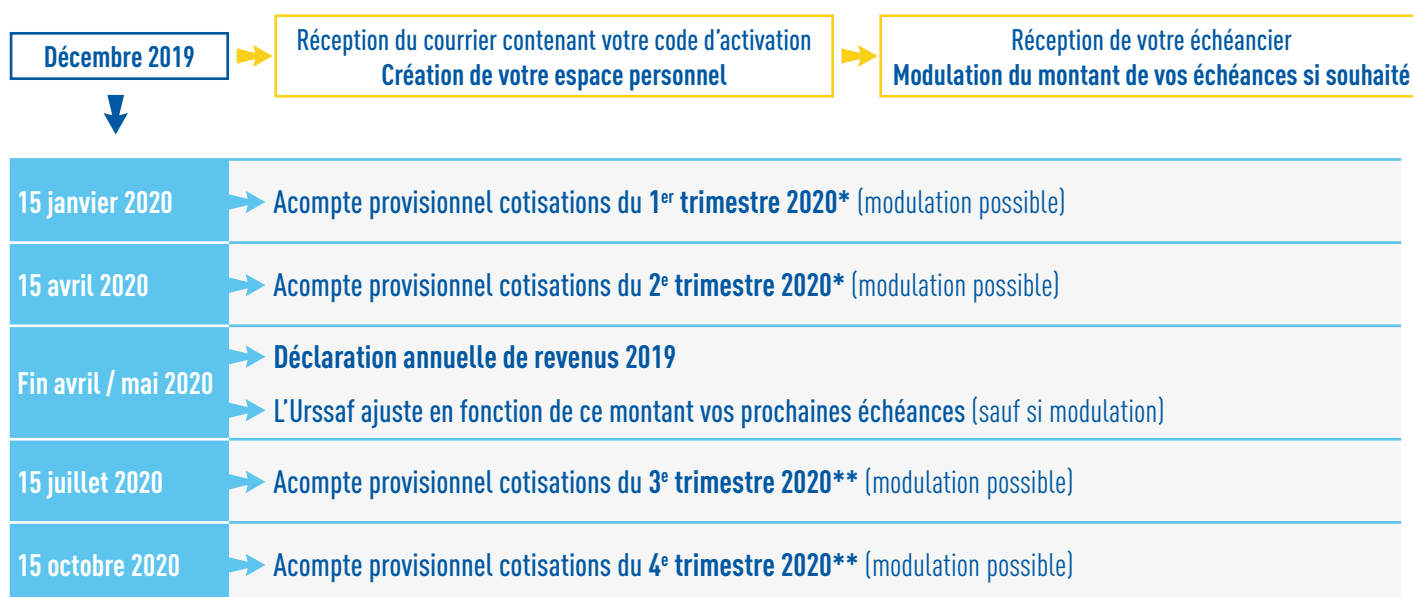 Décembre 2019
Réception du courrier contenant votre code d’activation
Création de votre espace personnel
Réception de votre échéancier
Modulation du montant de vos échéances si souhaité
15 janvier 2020
Acompte provisionnel cotisations du 1er trimestre 2020* (modulation possible)
15 avril 2020
Acompte provisionnel cotisations du 2e trimestre 2020* (modulation possible)
Fin avril / mai 2020
Déclaration annuelle de revenus 2019
L’Urssaf ajuste en fonction de ce montant vos prochaines échéances (sauf si modulation)
15 juillet 2020
Acompte provisionnel cotisations du 3e trimestre 2020** (modulation possible)
15 octobre 2020
Acompte provisionnel cotisations du 4e trimestre 2020** (modulation possible)